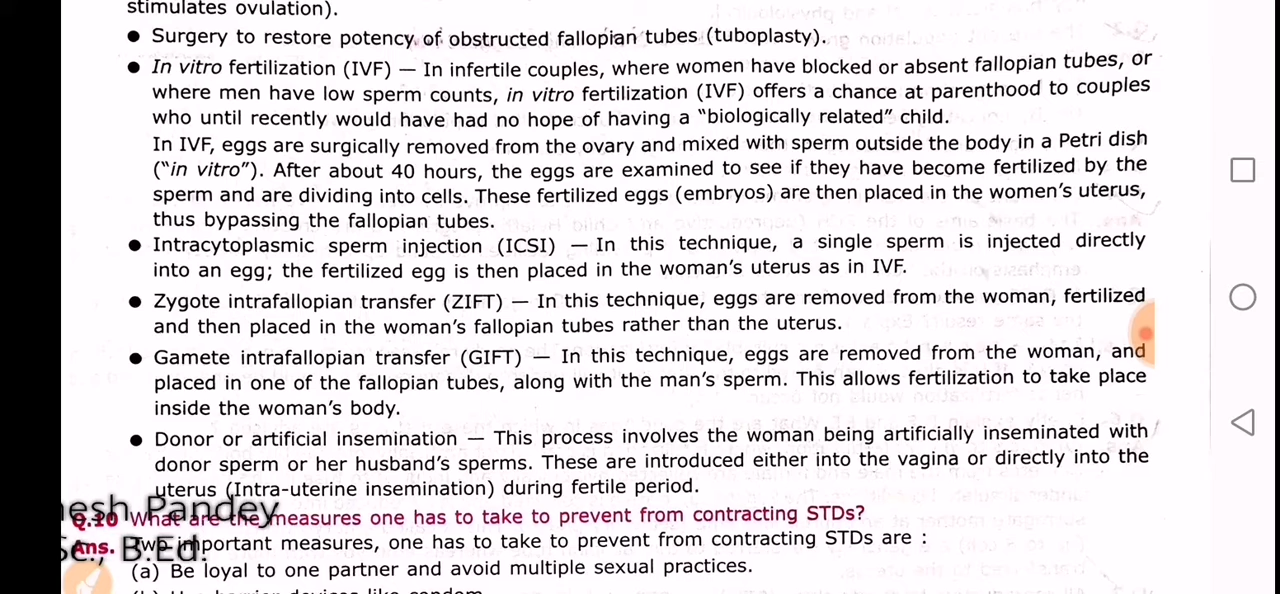 stimulates ovulation).
● Surgery to restore potency of obstructed fallopian tubes (tuboplasty).
● In vitro fertilization (IVF) — In infertile couples, where women have blocked or absent fallopian tubes, or
where men have low sperm counts, in vitro fertilization (IVF) offers a chance at parenthood to couples
who until recently would have had no hope of having a “biologically related” child.
In IVF, eggs are surgically removed from the ovary and mixed with sperm outside the body in a Petri dish
(“in vitro”). After about 40 hours, the eggs are examined to see if they have become fertilized by the
sperm and are dividing into cells. These fertilized eggs (embryos) are then placed in the women’s uterus,
thus bypassing the fallopian tubes.
● Intracytoplasmic sperm injection (ICSI) — In this technique, a single sperm is injected directly
into an egg; the fertilized egg is then placed in the woman’s uterus as in IVF.
● Zygote intrafallopian transfer (ZIFT) — In this technique, eggs are removed from the woman, fertilized
and then placed in the woman’s fallopian tubes rather than the uterus.
● Gamete intrafallopian transfer (GIFT) — In this technique, eggs are removed from the woman, and
placed in one of the fallopian tubes, along with the man’s sperm. This allows fertilization to take place
inside the woman’s body.
● Donor or artificial insemination — This process involves the woman being artificially inseminated with
donor sperm or her husband’s sperms. These are introduced either into the vagina or directly into the
uterus (Intra-uterine insemination) during fertile period.
esh Pandey
Q.10 What are the measures one has to take to prevent from contracting STDs?
Sc., B.Ed.
Ans. Two important measures, one has to take to prevent from contracting STDs are :
(a) Be loyal to one partner and avoid multiple sexual practices.
(b) Use barrier devices like condom